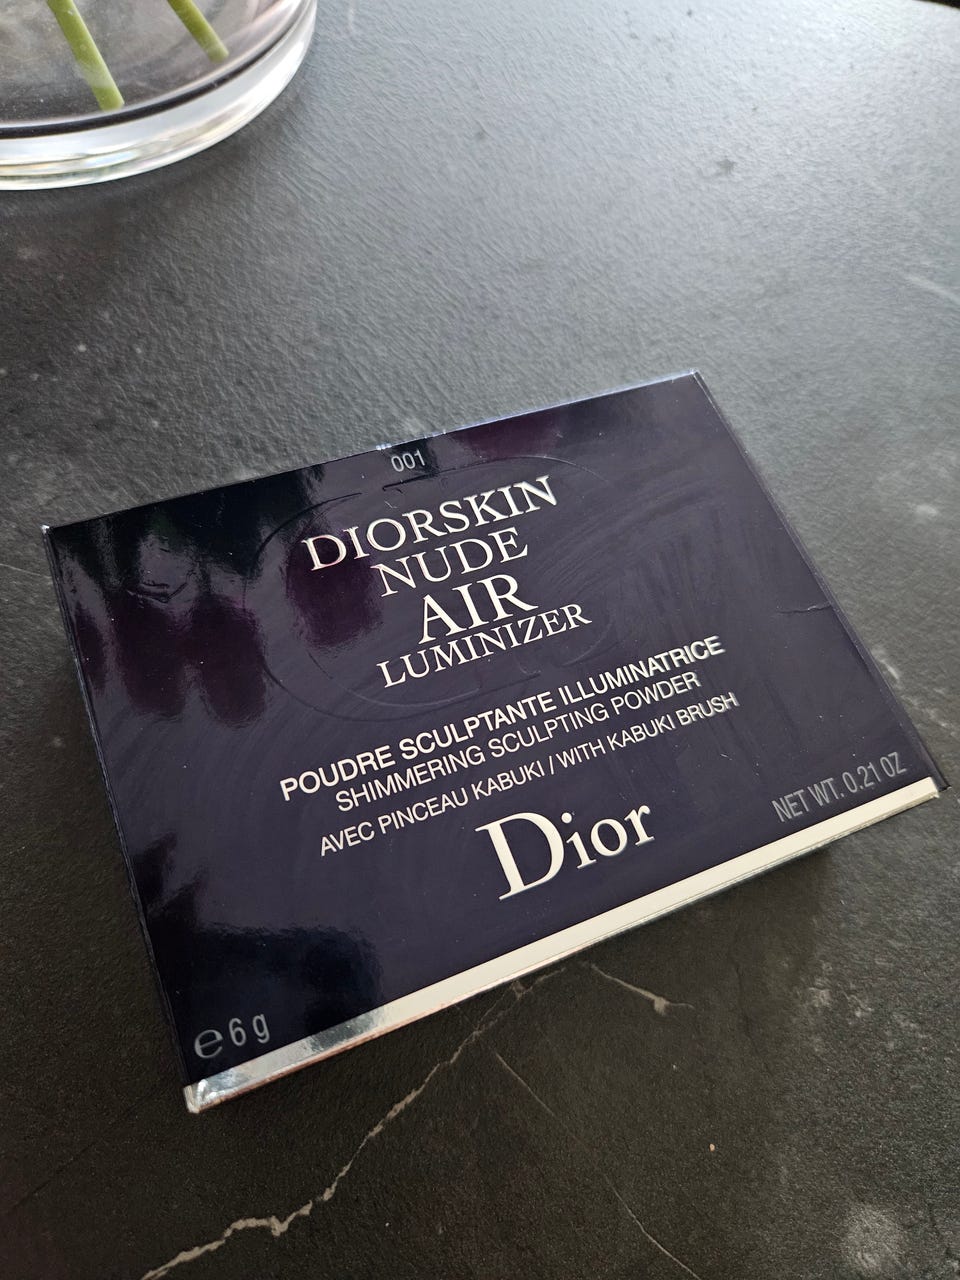 001
DIORSKIN
NUDE
AIR
LUMINIZER
POUDRE SCULPTANTE ILLUMINATRICE
SHIMMERING SCULPTING POWDER
AVEC PINCEAU KABUKI / WITH KABUKI BRUSH
Dior
NET WT. 0.21 OZ
℮ 6 g